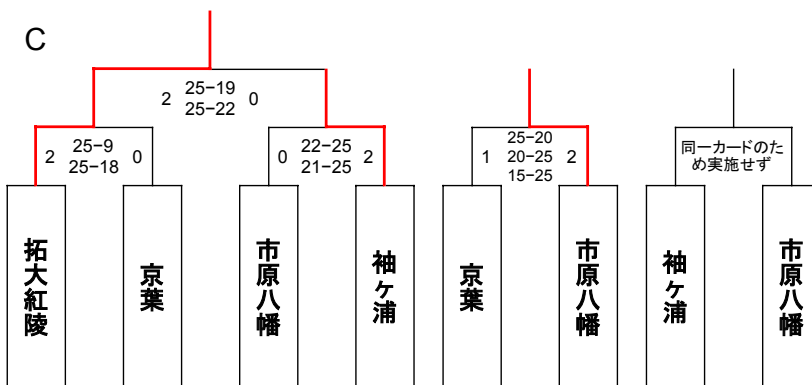 C
2 25-19 0
25-22
2 25-9 0
25-18
0 22-25 2
21-25
25-20
1 20-25 2
15-25
同一カードのた
め実施せず
拓大紅陵
京葉
市原八幡
袖ヶ浦
京葉
市原八幡
袖ヶ浦
市原八幡